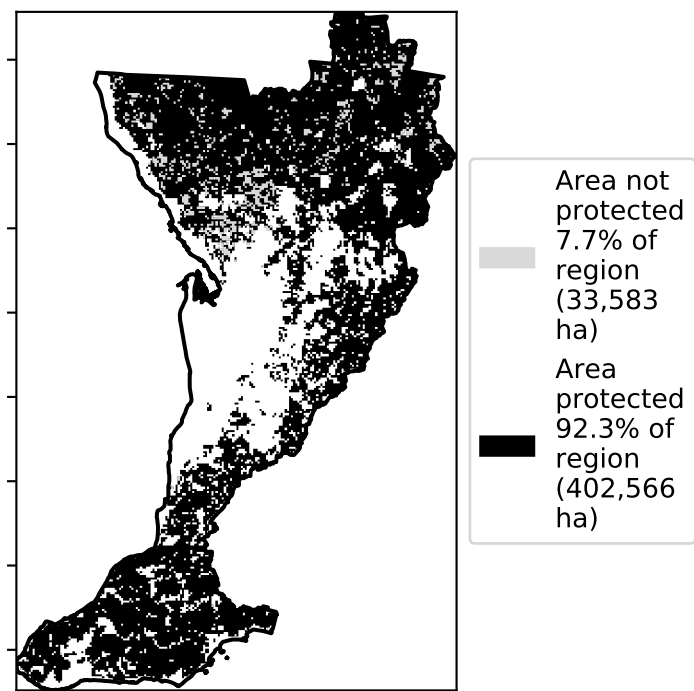 Area not
protected
7.7% of
region
(33,583
ha)
Area
protected
92.3% of
region
(402,566
ha)